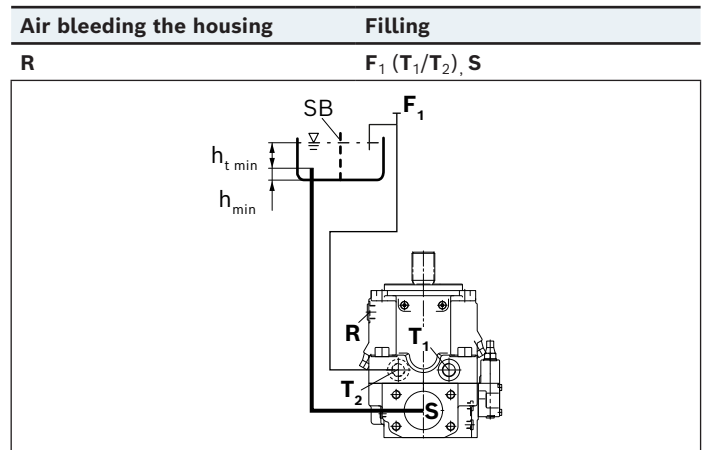 Air bleeding the housing Filling
R F1 (T1/T2), S
SB F1
ht min
hmin
R T1
T2 S